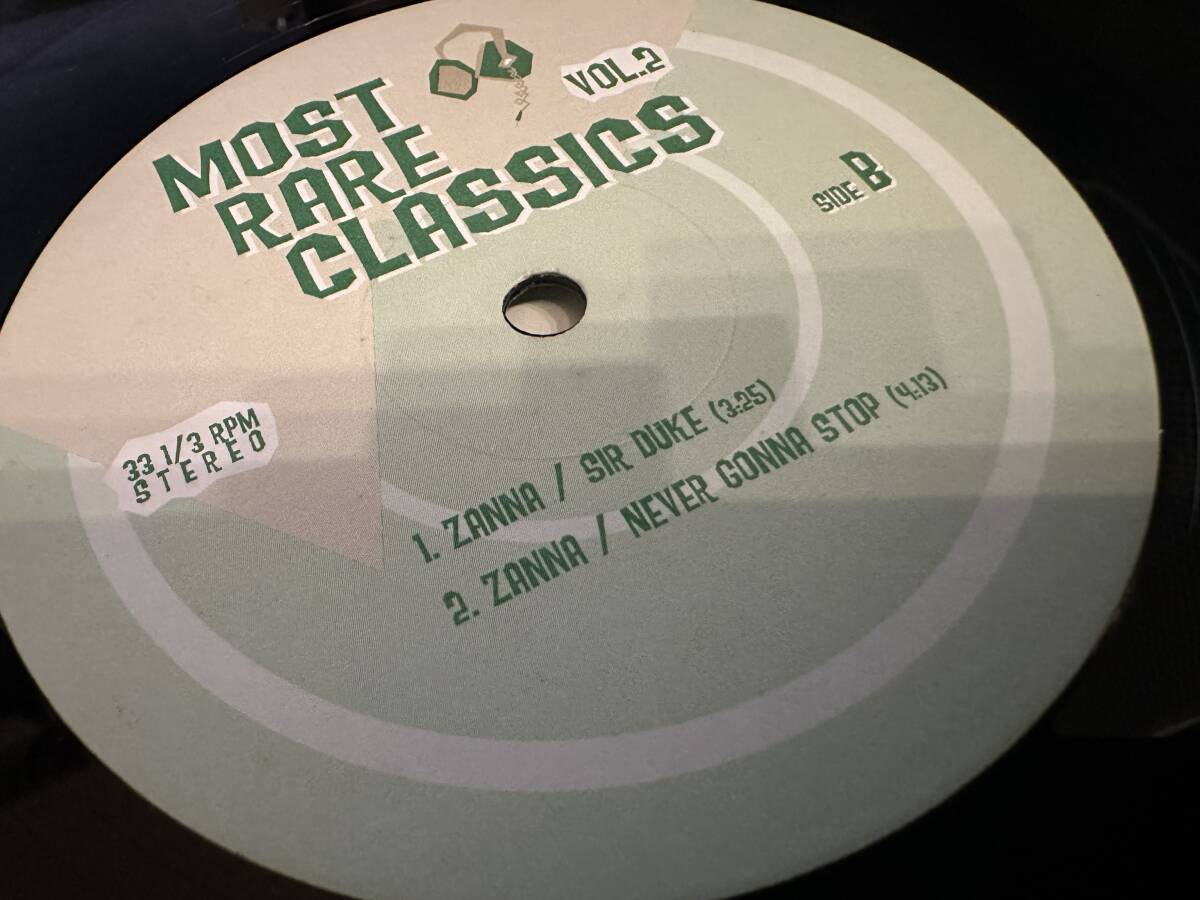 MOST
RARE
CLASSICS
VOL.2
SIDE B
33 1/3 RPM
STEREO
1. ZANNA / SIR DUKE (3:25)
2. ZANNA / NEVER GONNA STOP (4:13)